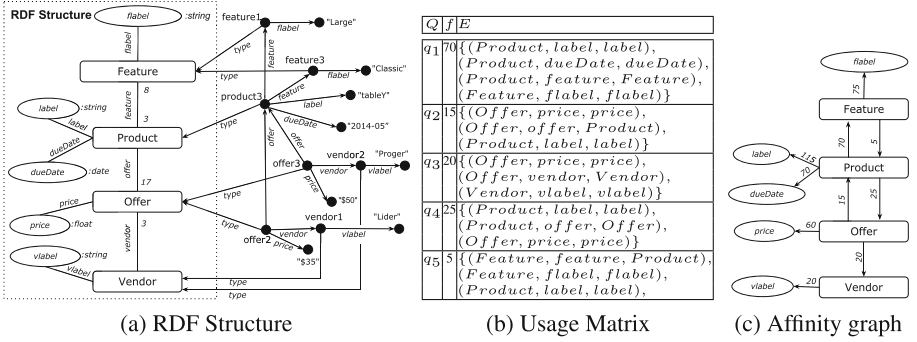 RDF Structure
flabel :string
flabel
Feature
8
feature
3
label :string
label
Product
dueDate
dueDate :date
offer
17
Offer
price
price :float
3
vendor
vlabel :string
vlabel
Vendor
feature1
"Large"
flabel
type
feature
feature3
"Classic"
flabel
type
feature
product3
"tableY"
label
dueDate
"2014-05"
type
offer
offer
offer3
vendor2
"Proger"
vendor
vlabel
price
"$50"
type
vendor1
"Lider"
vendor
vlabel
offer2
price
"$35"
type
type
type
(a) RDF Structure
Q f E
q1 70 {(Product, label, label),
(Product, dueDate, dueDate),
(Product, feature, Feature),
(Feature, flabel, flabel)}
q2 15 {(Offer, price, price),
(Offer, offer, Product),
(Product, label, label)}
q3 20 {(Offer, price, price),
(Offer, vendor, Vendor),
(Vendor, vlabel, vlabel)}
q4 25 {(Product, label, label),
(Product, offer, Offer),
(Offer, price, price)}
q5 5 {(Feature, feature, Product),
(Feature, flabel, flabel),
(Product, label, label),
(b) Usage Matrix
flabel
75
Feature
70
5
label
115
Product
70
dueDate
15
25
price
60
Offer
20
vlabel
20
Vendor
(c) Affinity graph